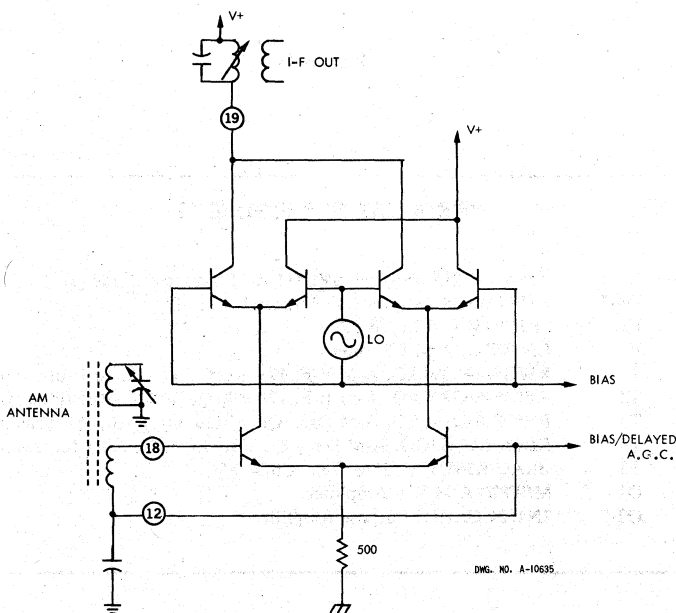 V+
I-F OUT
19
V+
LO
BIAS
AM
ANTENNA
18
BIAS/DELAYED
A.G.C.
12
500
DWG. NO. A-10635